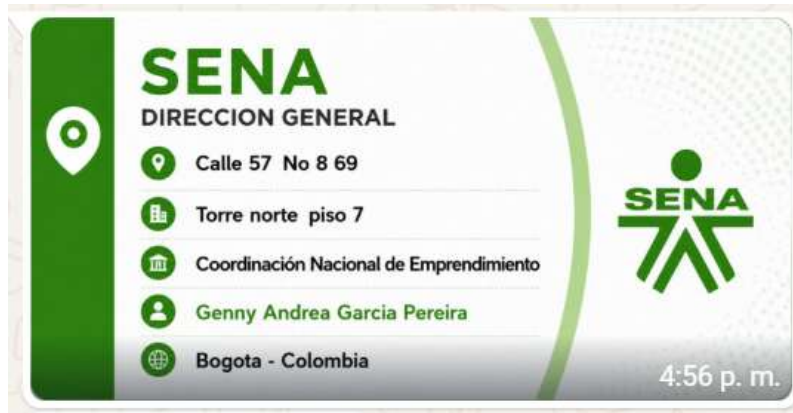 SENA
DIRECCION GENERAL
Calle 57 No 8 69
Torre norte piso 7
Coordinación Nacional de Emprendimiento
Genny Andrea Garcia Pereira
Bogota - Colombia
SENA
4:56 p. m.